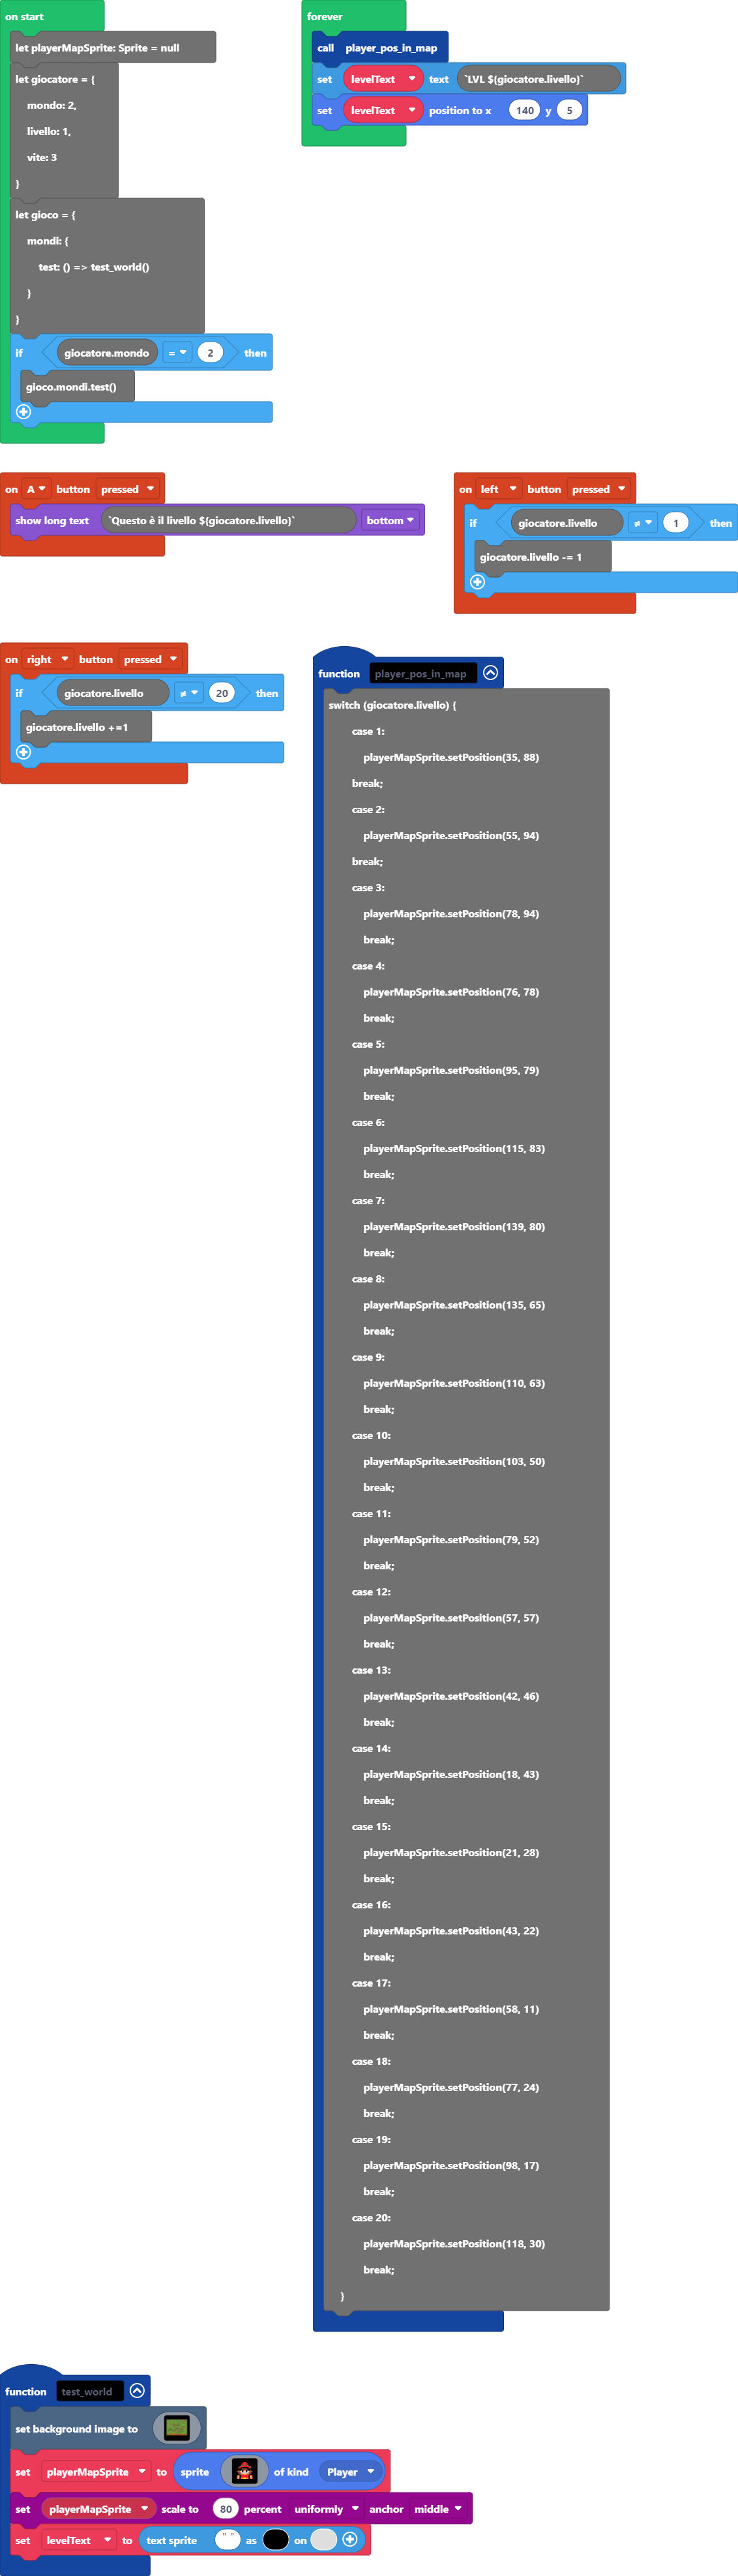 on start
let playerMapSprite: Sprite = null
let giocatore = {
mondo: 2,
livello: 1,
vite: 3
}
let gioco = {
mondi: {
test: () => test_world()
}
}
if giocatore.mondo = 2 then
gioco.mondi.test()
forever
call player_pos_in_map
set levelText text `LVL ${giocatore.livello}`
set levelText position to x 140 y 5
on A button pressed
show long text `Questo è il livello ${giocatore.livello}` bottom
on left button pressed
if giocatore.livello ≠ 1 then
giocatore.livello -= 1
on right button pressed
if giocatore.livello ≠ 20 then
giocatore.livello +=1
function player_pos_in_map
switch (giocatore.livello) {
case 1:
playerMapSprite.setPosition(35, 88)
break;
case 2:
playerMapSprite.setPosition(55, 94)
break;
case 3:
playerMapSprite.setPosition(78, 94)
break;
case 4:
playerMapSprite.setPosition(76, 78)
break;
case 5:
playerMapSprite.setPosition(95, 79)
break;
case 6:
playerMapSprite.setPosition(115, 83)
break;
case 7:
playerMapSprite.setPosition(139, 80)
break;
case 8:
playerMapSprite.setPosition(135, 65)
break;
case 9:
playerMapSprite.setPosition(110, 63)
break;
case 10:
playerMapSprite.setPosition(103, 50)
break;
case 11:
playerMapSprite.setPosition(79, 52)
break;
case 12:
playerMapSprite.setPosition(57, 57)
break;
case 13:
playerMapSprite.setPosition(42, 46)
break;
case 14:
playerMapSprite.setPosition(18, 43)
break;
case 15:
playerMapSprite.setPosition(21, 28)
break;
case 16:
playerMapSprite.setPosition(43, 22)
break;
case 17:
playerMapSprite.setPosition(58, 11)
break;
case 18:
playerMapSprite.setPosition(77, 24)
break;
case 19:
playerMapSprite.setPosition(98, 17)
break;
case 20:
playerMapSprite.setPosition(118, 30)
break;
}
function test_world
set background image to
set playerMapSprite to sprite of kind Player
set playerMapSprite scale to 80 percent uniformly anchor middle
set levelText to text sprite " " as on